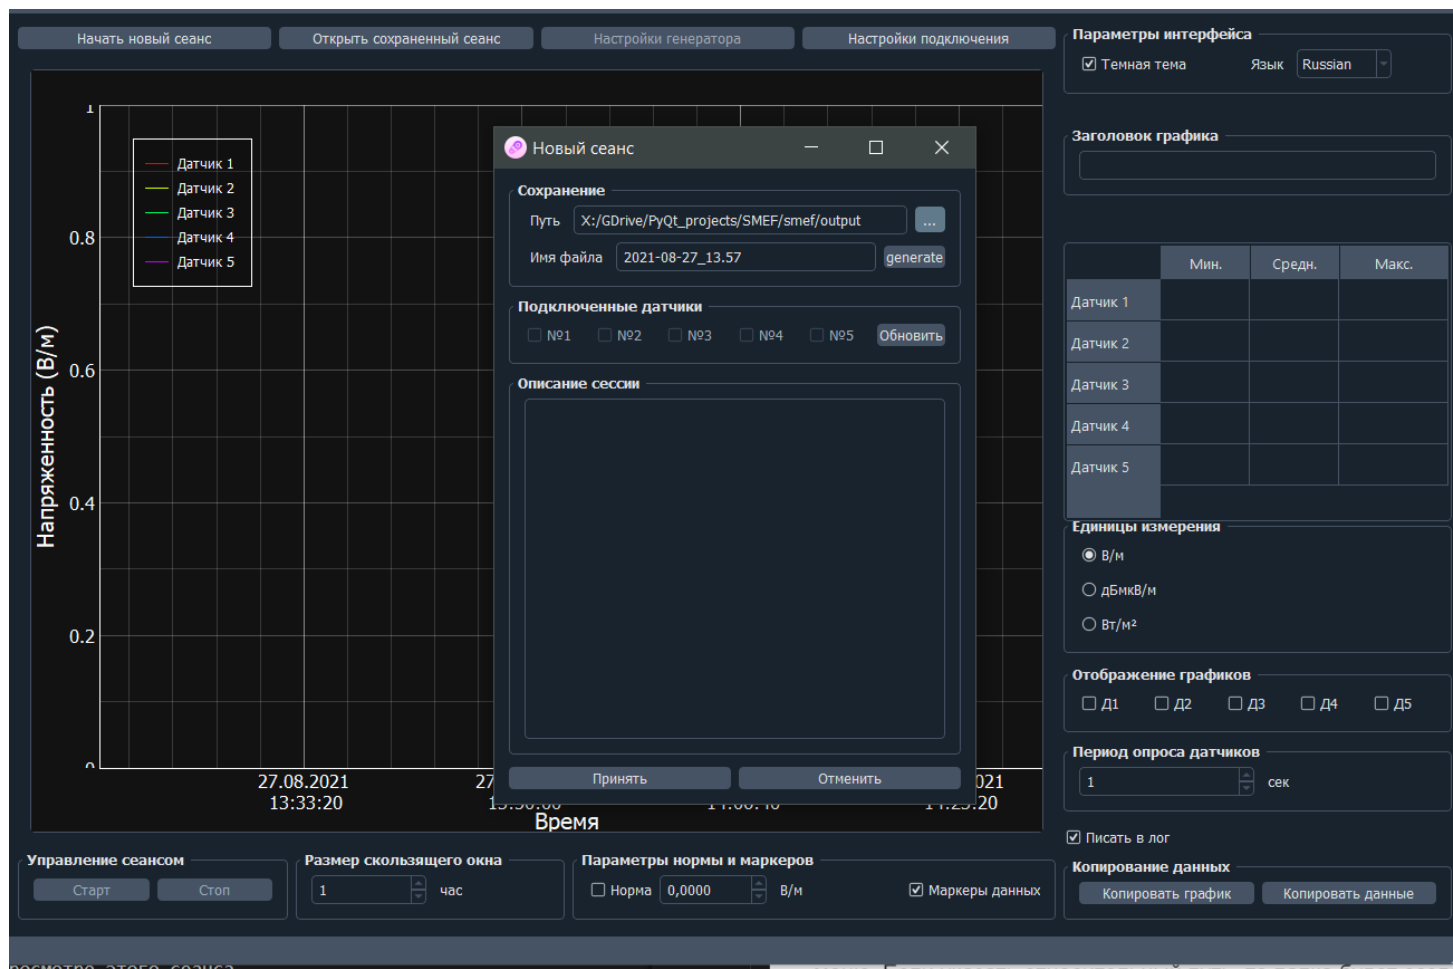 Начать новый сеанс
Открыть сохраненный сеанс
Настройки генератора
Настройки подключения
1
0.8
0.6
0.4
0.2
0
Напряженность (В/м)
Датчик 1
Датчик 2
Датчик 3
Датчик 4
Датчик 5
27.08.2021
13:33:20
Время
Новый сеанс
Сохранение
Путь X:/GDrive/PyQt_projects/SMEF/smef/output ...
Имя файла 2021-08-27_13.57 generate
Подключенные датчики
№1 №2 №3 №4 №5 Обновить
Описание сессии
Принять Отменить
Параметры интерфейса
Темная тема Язык Russian
Заголовок графика
Мин. Средн. Макс.
Датчик 1
Датчик 2
Датчик 3
Датчик 4
Датчик 5
Единицы измерения
В/м
дБмкВ/м
Вт/м²
Отображение графиков
Д1 Д2 Д3 Д4 Д5
Период опроса датчиков
1 сек
Писать в лог
Копирование данных
Копировать график Копировать данные
Управление сеансом
Старт Стоп
Размер скользящего окна
1 час
Параметры нормы и маркеров
Норма 0,0000 В/м Маркеры данных